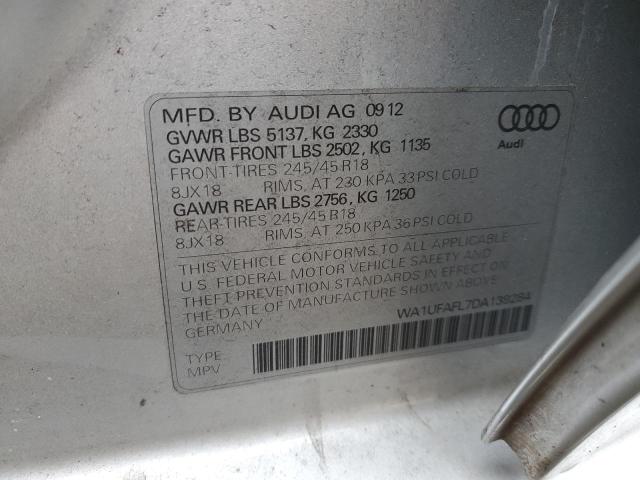 MFD. BY AUDI AG 09 12
GVWR LBS 5137, KG 2330
GAWR FRONT LBS 2502, KG 1135
FRONT-TIRES 245/45 R18
8JX18 RIMS, AT 230 KPA 33 PSI COLD
GAWR REAR LBS 2756, KG 1250
REAR-TIRES 245/45 R18
8JX18 RIMS, AT 250 KPA 36 PSI COLD
Audi
THIS VEHICLE CONFORMS TO ALL APPLICABLE
U S FEDERAL MOTOR VEHICLE SAFETY AND
THEFT PREVENTION STANDARDS IN EFFECT ON
THE DATE OF MANUFACTURE SHOWN ABOVE
GERMANY
WA1UFAFL7DA139284
TYPE
MPV